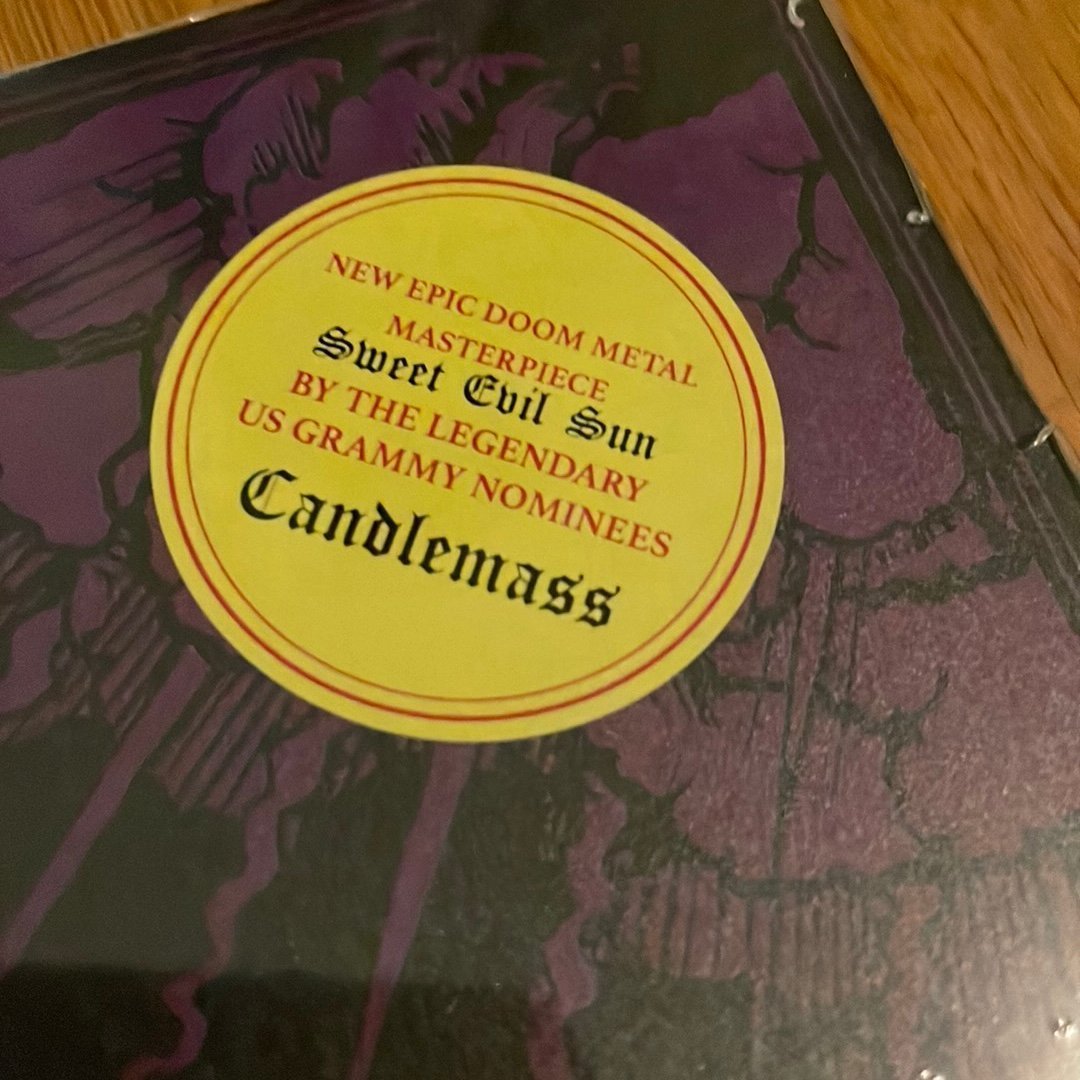 NEW EPIC DOOM METAL
MASTERPIECE
Sweet Evil Sun
BY THE LEGENDARY
US GRAMMY NOMINEES
Candlemass